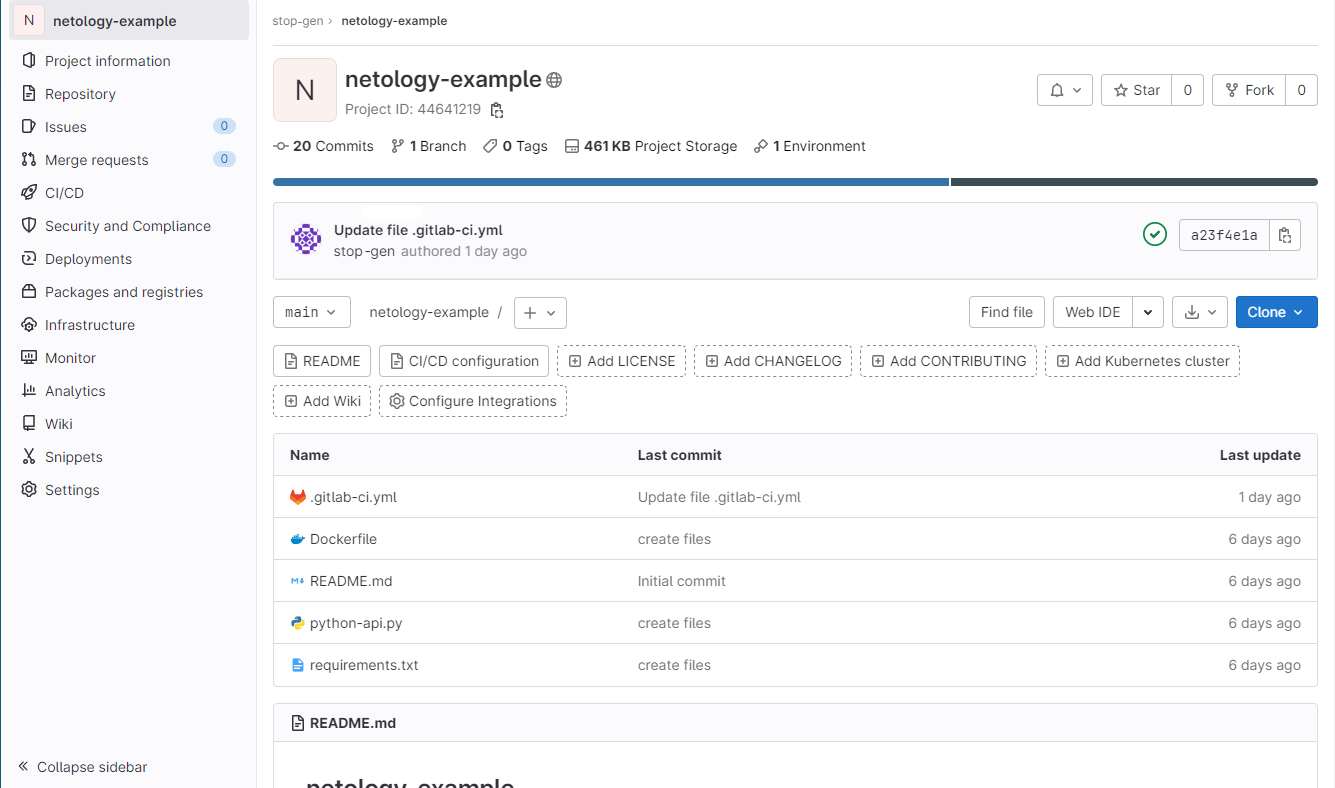 N netology-example
Project information
Repository
Issues 0
Merge requests 0
CI/CD
Security and Compliance
Deployments
Packages and registries
Infrastructure
Monitor
Analytics
Wiki
Snippets
Settings
Collapse sidebar
stop-gen › netology-example
N
netology-example
Project ID: 44641219
Star 0 Fork 0
20 Commits 1 Branch 0 Tags 461 KB Project Storage 1 Environment
Update file .gitlab-ci.yml
stop-gen authored 1 day ago
a23f4e1a
main netology-example / + Find file Web IDE Clone
README CI/CD configuration Add LICENSE Add CHANGELOG Add CONTRIBUTING Add Kubernetes cluster
Add Wiki Configure Integrations
Name Last commit Last update
.gitlab-ci.yml Update file .gitlab-ci.yml 1 day ago
Dockerfile create files 6 days ago
README.md Initial commit 6 days ago
python-api.py create files 6 days ago
requirements.txt create files 6 days ago
README.md
netology-example